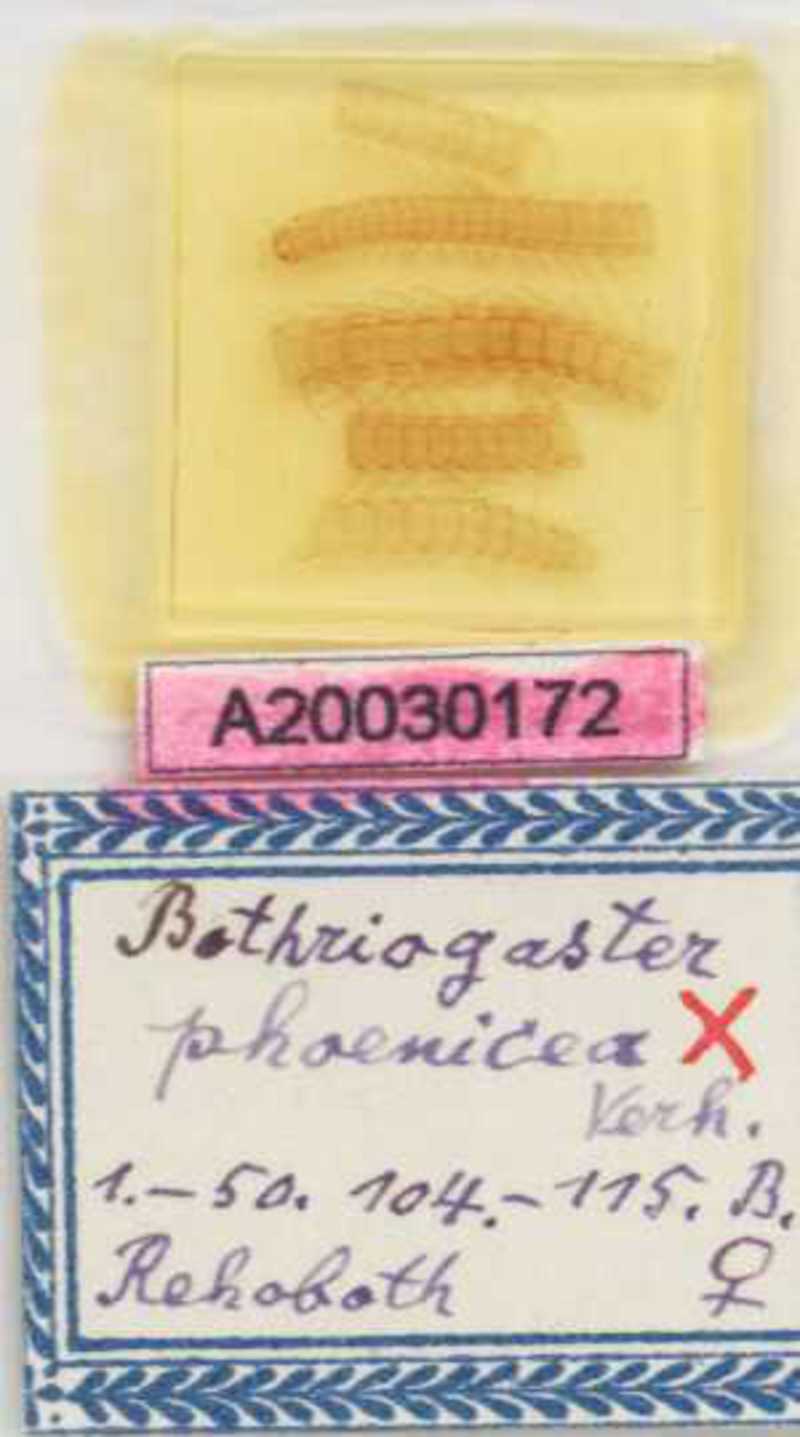 A20030172
Bothriogaster
phoenicea X
Verh.
1.-50. 104.-115. B.
Rehoboth ♀